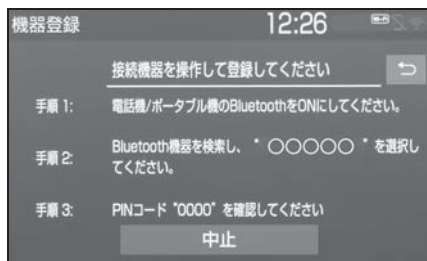 機器登録
12:26
接続機器を操作して登録してください
手順 1:
電話機/ポータブル機のBluetoothをONにしてください。
手順 2:
Bluetooth機器を検索し、"○○○○○"を選択し
てください。
手順 3:
PINコード"0000"を確認してください
中止